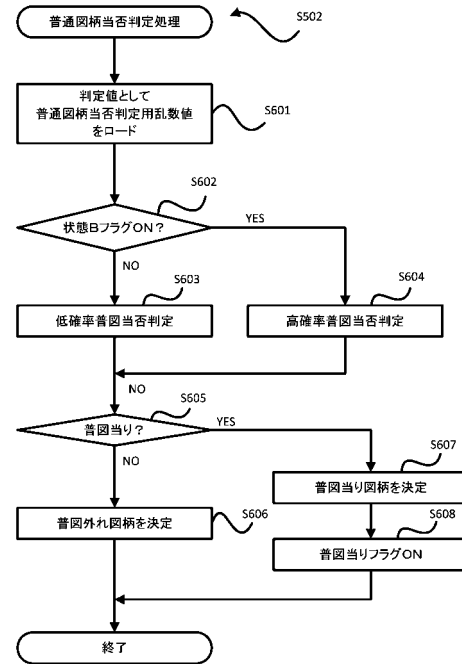 普通図柄当否判定処理
S502
判定値として
普通図柄当否判定用乱数値
をロード
S601
S602
状態BフラグON？
YES
NO
S603
低確率普図当否判定
S604
高確率普図当否判定
NO
S605
普図当り？
YES
NO
S607
普図当り図柄を決定
普図外れ図柄を決定
S606
S608
普図当りフラグON
終了